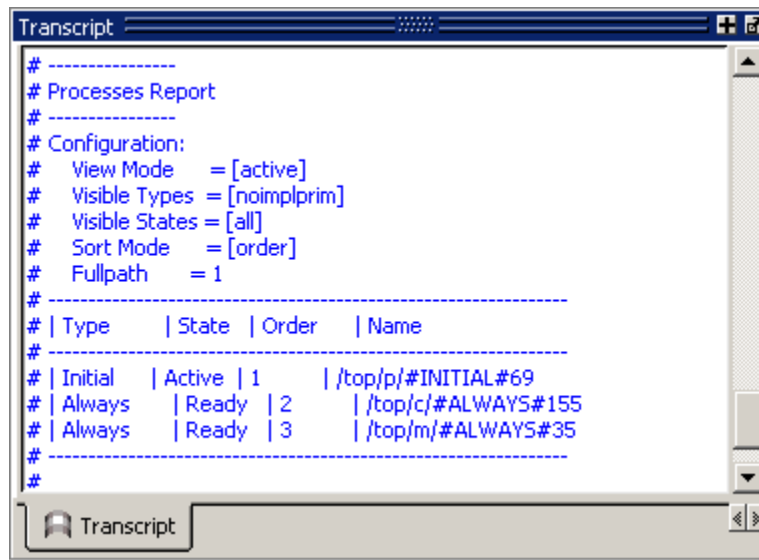 Transcript
# ----------------
# Processes Report
# ----------------
# Configuration:
#    View Mode     = [active]
#    Visible Types  = [noimplprim]
#    Visible States = [all]
#    Sort Mode     = [order]
#    Fullpath      = 1
# -----------------------------------------------------------------
# | Type       | State  | Order     | Name
# -----------------------------------------------------------------
# | Initial    | Active | 1       | /top/p/#INITIAL#69
# | Always     | Ready  | 2       | /top/c/#ALWAYS#155
# | Always     | Ready  | 3       | /top/m/#ALWAYS#35
# -----------------------------------------------------------------
#
Transcript